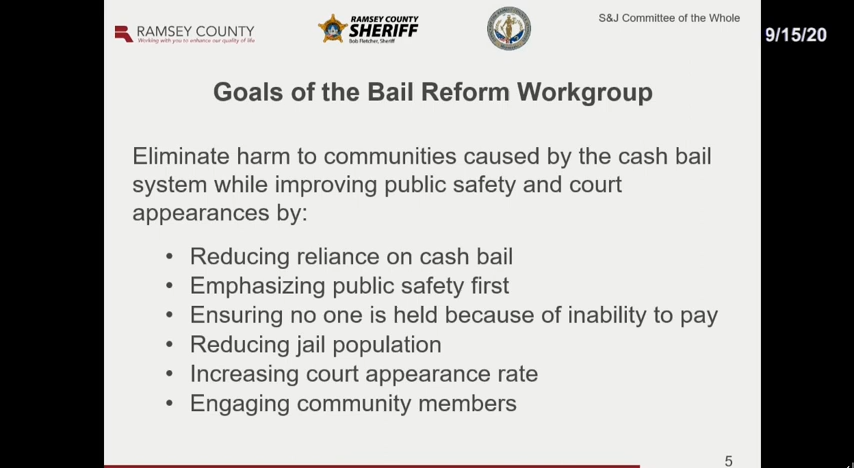 RAMSEY COUNTY
Working with you to enhance our quality of life
RAMSEY COUNTY
SHERIFF
Bob Fletcher, Sheriff
S&J Committee of the Whole
9/15/20
Goals of the Bail Reform Workgroup
Eliminate harm to communities caused by the cash bail
system while improving public safety and court
appearances by:
• Reducing reliance on cash bail
• Emphasizing public safety first
• Ensuring no one is held because of inability to pay
• Reducing jail population
• Increasing court appearance rate
• Engaging community members
5